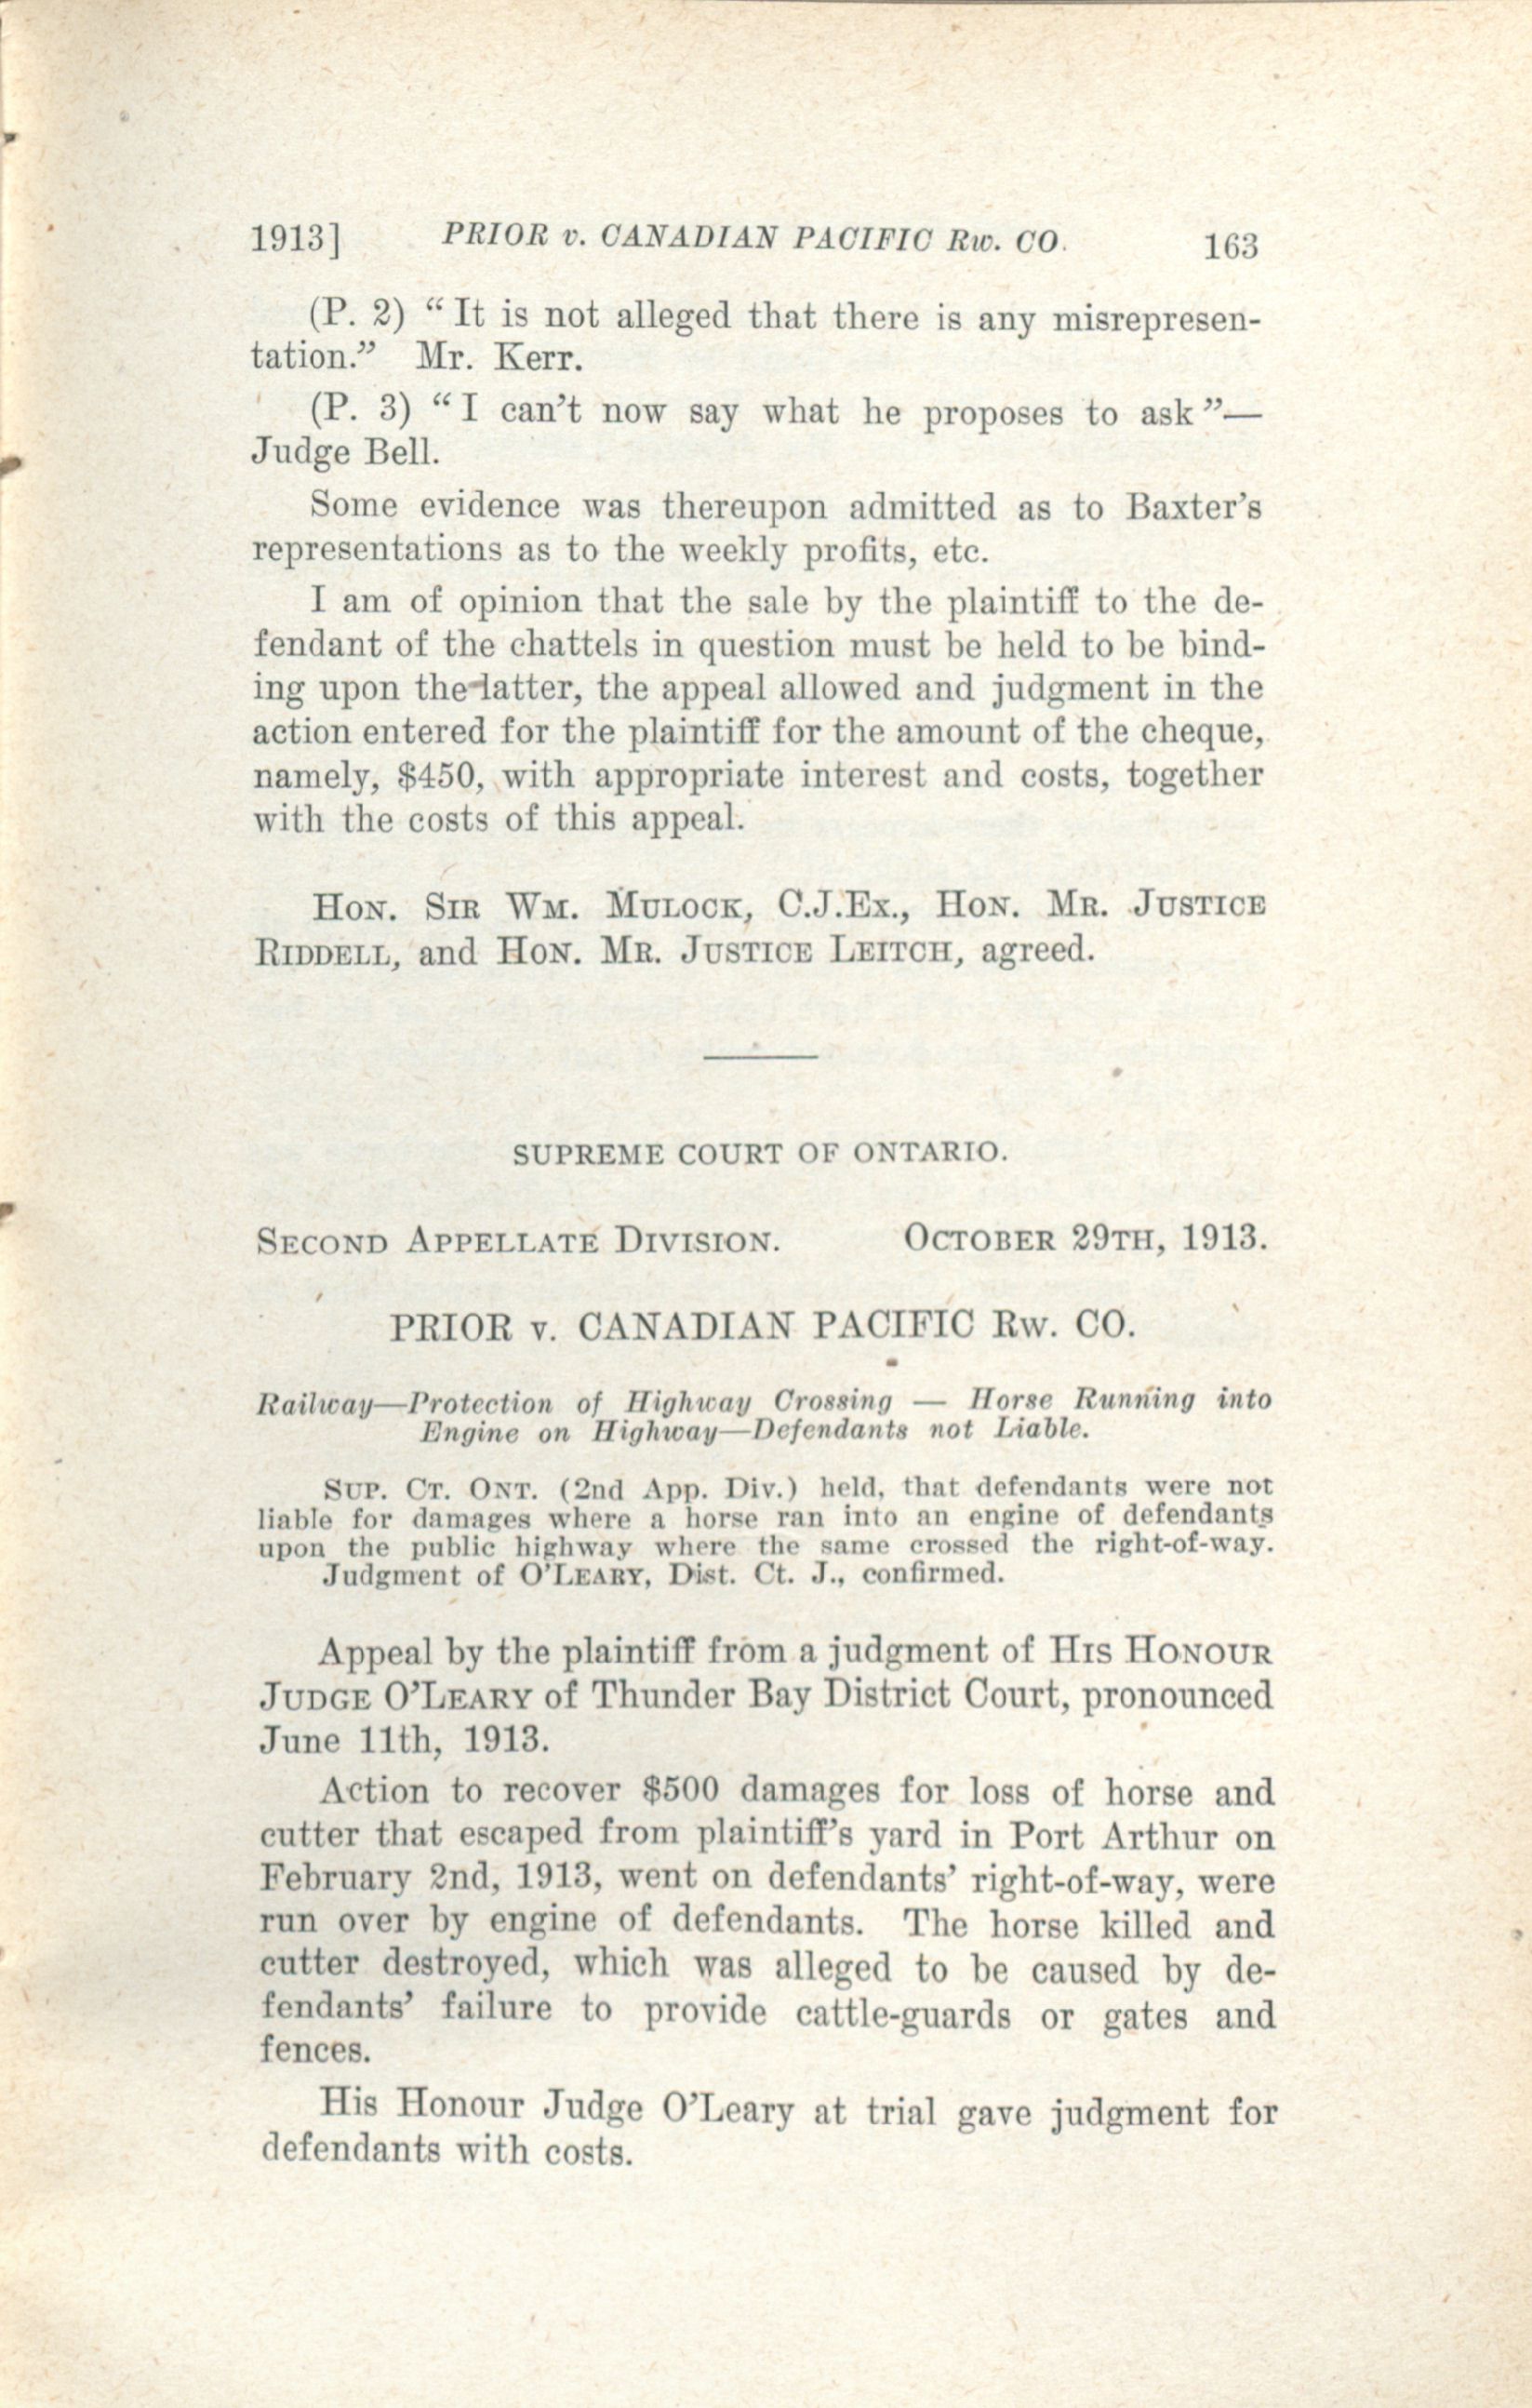 1913] PRIOR v. CANADIAN PACIFIC Rw. CO. 163
(P. 2) “It is not alleged that there is any misrepresen-
tation.” Mr. Kerr.
(P. 3) “I can’t now say what he proposes to ask”—
Judge Bell.
Some evidence was thereupon admitted as to Baxter’s
representations as to the weekly profits, etc.
I am of opinion that the sale by the plaintiff to the de-
fendant of the chattels in question must be held to be bind-
ing upon the latter, the appeal allowed and judgment in the
action entered for the plaintiff for the amount of the cheque,
namely, $450, with appropriate interest and costs, together
with the costs of this appeal.
Hon. Sir Wm. Mulock, C.J.Ex., Hon. Mr. Justice
Riddell, and Hon. Mr. Justice Leitch, agreed.
SUPREME COURT OF ONTARIO.
Second Appellate Division. October 29th, 1913.
PRIOR v. CANADIAN PACIFIC Rw. CO.
Railway—Protection of Highway Crossing — Horse Running into
Engine on Highway—Defendants not Liable.
Sup. Ct. Ont. (2nd App. Div.) held, that defendants were not
liable for damages where a horse ran into an engine of defendants
upon the public highway where the same crossed the right-of-way.
Judgment of O’Leary, Dist. Ct. J., confirmed.
Appeal by the plaintiff from a judgment of His Honour
Judge O’Leary of Thunder Bay District Court, pronounced
June 11th, 1913.
Action to recover $500 damages for loss of horse and
cutter that escaped from plaintiff’s yard in Port Arthur on
February 2nd, 1913, went on defendants’ right-of-way, were
run over by engine of defendants. The horse killed and
cutter destroyed, which was alleged to be caused by de-
fendants’ failure to provide cattle-guards or gates and
fences.
His Honour Judge O’Leary at trial gave judgment for
defendants with costs.